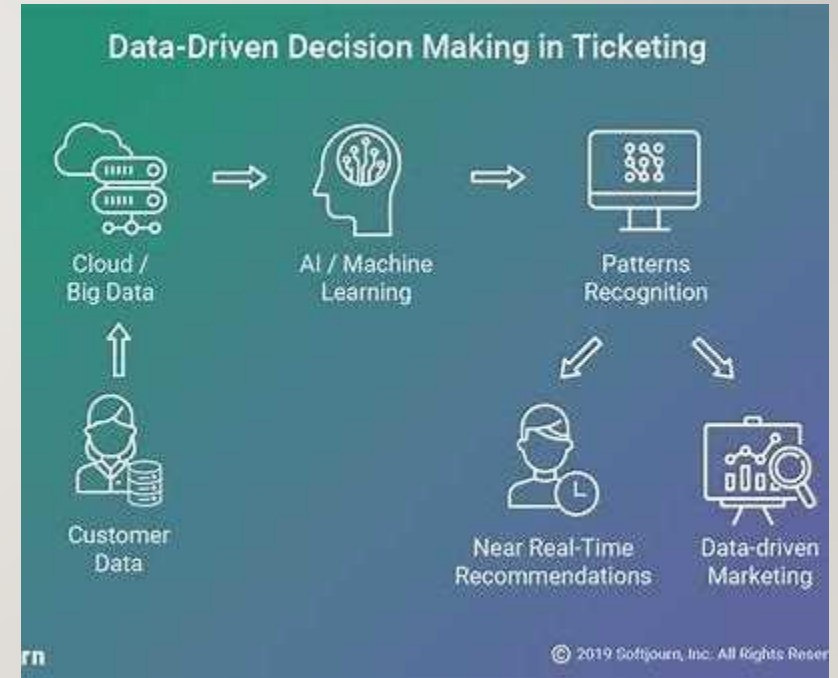 Data-Driven Decision Making in Ticketing
Cloud /
Big Data
AI / Machine
Learning
Patterns
Recognition
Customer
Data
Near Real-Time
Recommendations
Data-driven
Marketing
rn
© 2019 Softjourn, Inc. All Rights Reser